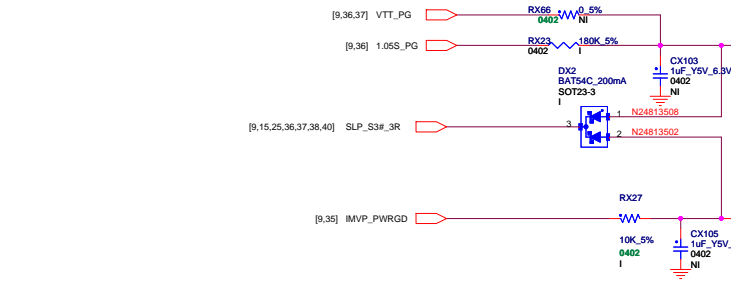 [9,36,37] VTT_PG
RX66 0_5%
0402 NI
[9,36] 1.05S_PG
RX23 180K_5%
0402 I
CX103
1uF_Y5V_6.3V
0402
NI
DX2
BAT54C_200mA
SOT23-3
I
1 N24813508
[9,15,25,36,37,38,40] SLP_S3#_3R
3
2 N24813502
RX27
[9,35] IMVP_PWRGD
10K_5%
0402
I
CX105
1uF_Y5V_
0402
NI